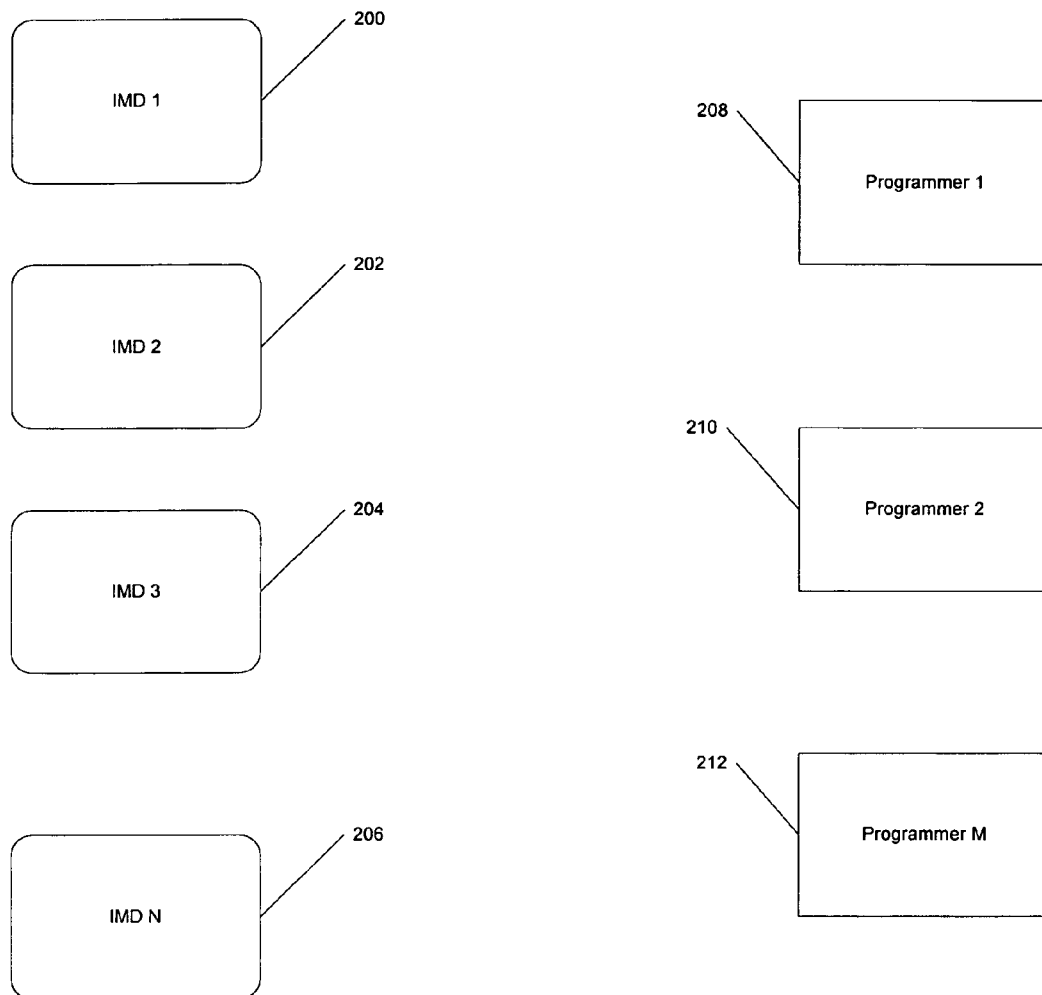 200
IMD 1
208
Programmer 1
202
IMD 2
210
Programmer 2
204
IMD 3
212
Programmer M
206
IMD N